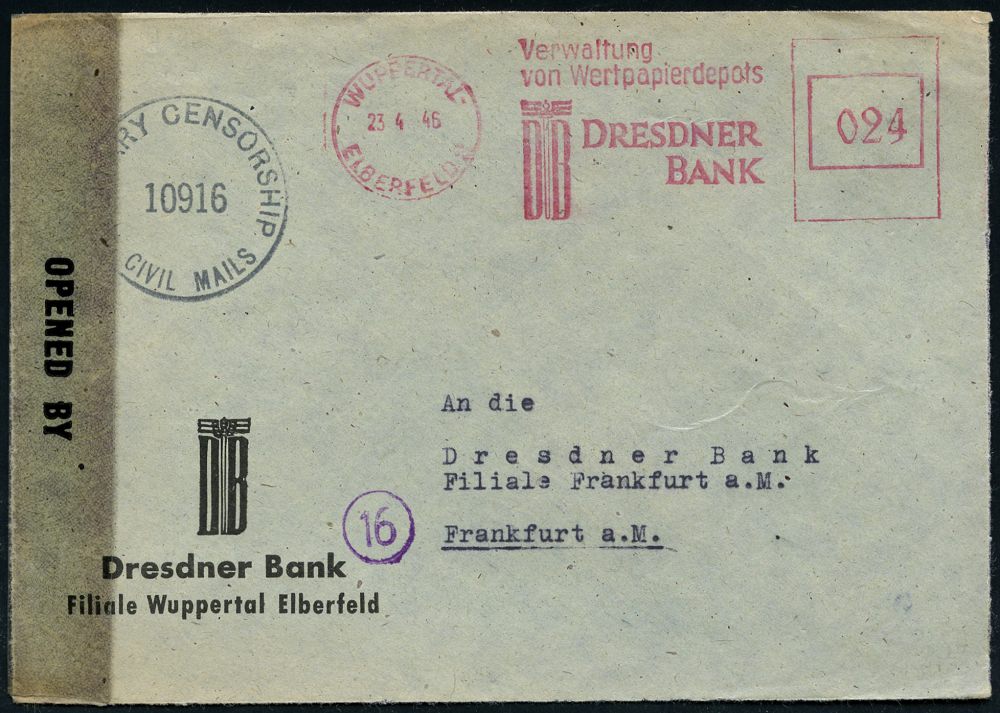 Verwaltung
von Wertpapierdepots
WUPPERTAL-
23 4 46
ELBERFELD
DB
DRESDNER
BANK
024
RY CENSORSHIP
10916
CIVIL MAILS
OPENED BY
An die
Dresdner Bank
Filiale Frankfurt a.M.
Frankfurt a.M.
16
DB
Dresdner Bank
Filiale Wuppertal Elberfeld